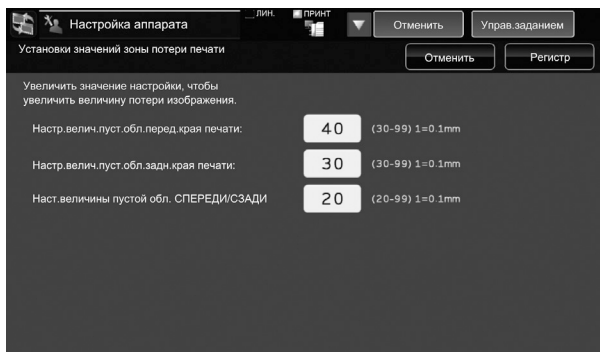 Настройка аппарата
ЛИН.
ПРИНТ
Отменить
Управ.заданием
Установки значений зоны потери печати
Отменить
Регистр
Увеличить значение настройки, чтобы
увеличить величину потери изображения.
Настр.велич.пуст.обл.перед.края печати: 40 (30-99) 1=0.1mm
Настр.велич.пуст.обл.задн.края печати: 30 (30-99) 1=0.1mm
Наст.величины пустой обл. СПЕРЕДИ/СЗАДИ 20 (20-99) 1=0.1mm